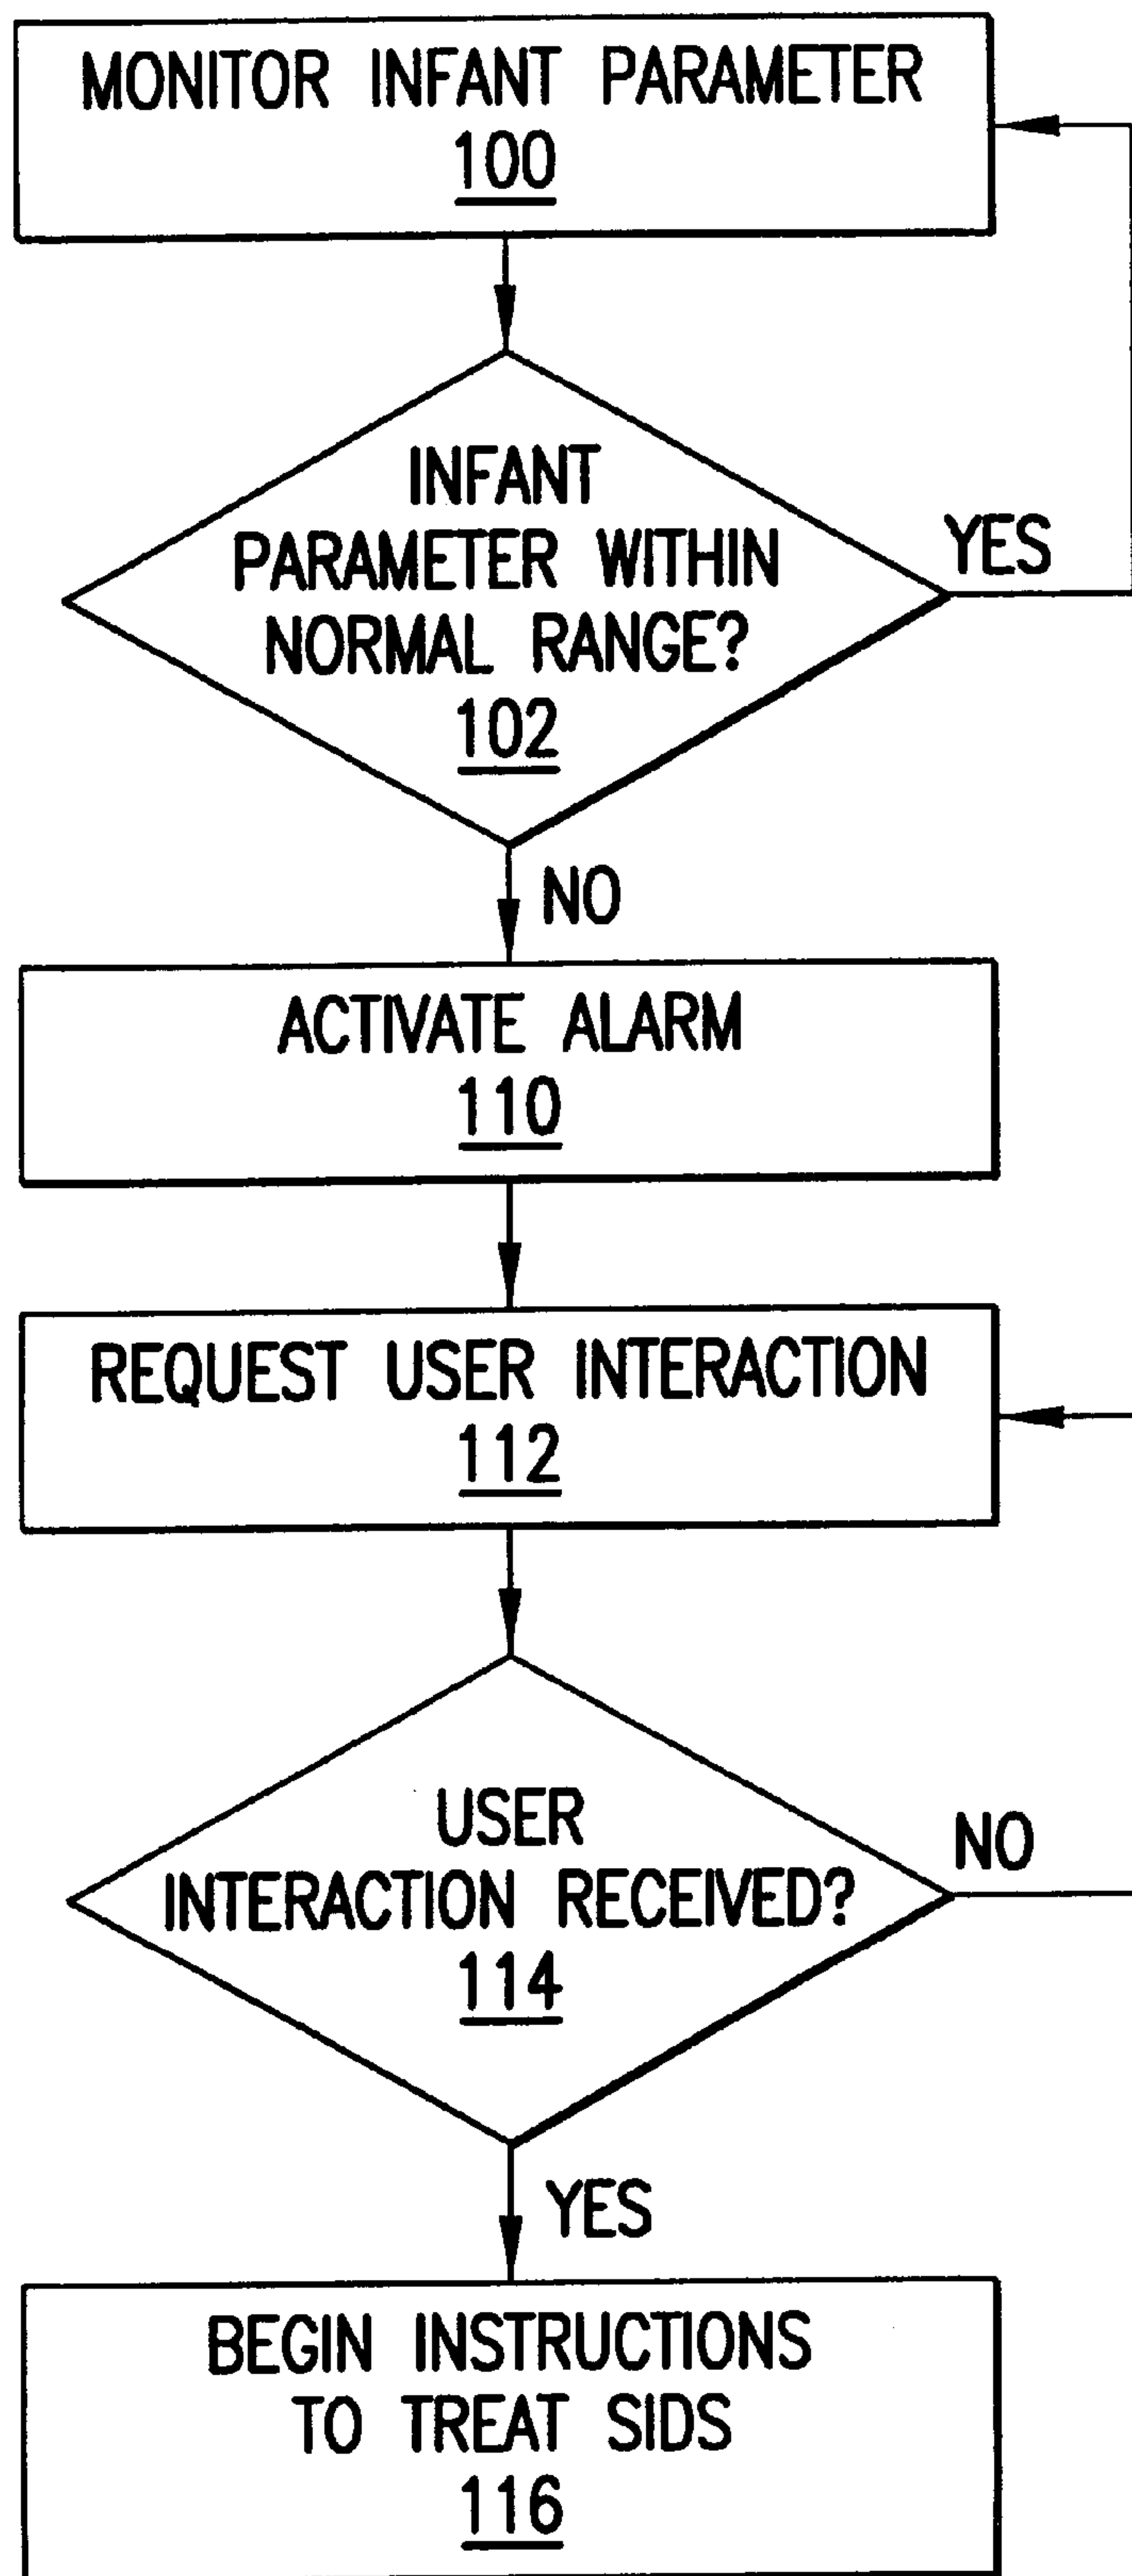 MONITOR INFANT PARAMETER
100
INFANT
PARAMETER WITHIN
NORMAL RANGE?
102
YES
NO
ACTIVATE ALARM
110
REQUEST USER INTERACTION
112
USER
INTERACTION RECEIVED?
114
NO
YES
BEGIN INSTRUCTIONS
TO TREAT SIDS
116